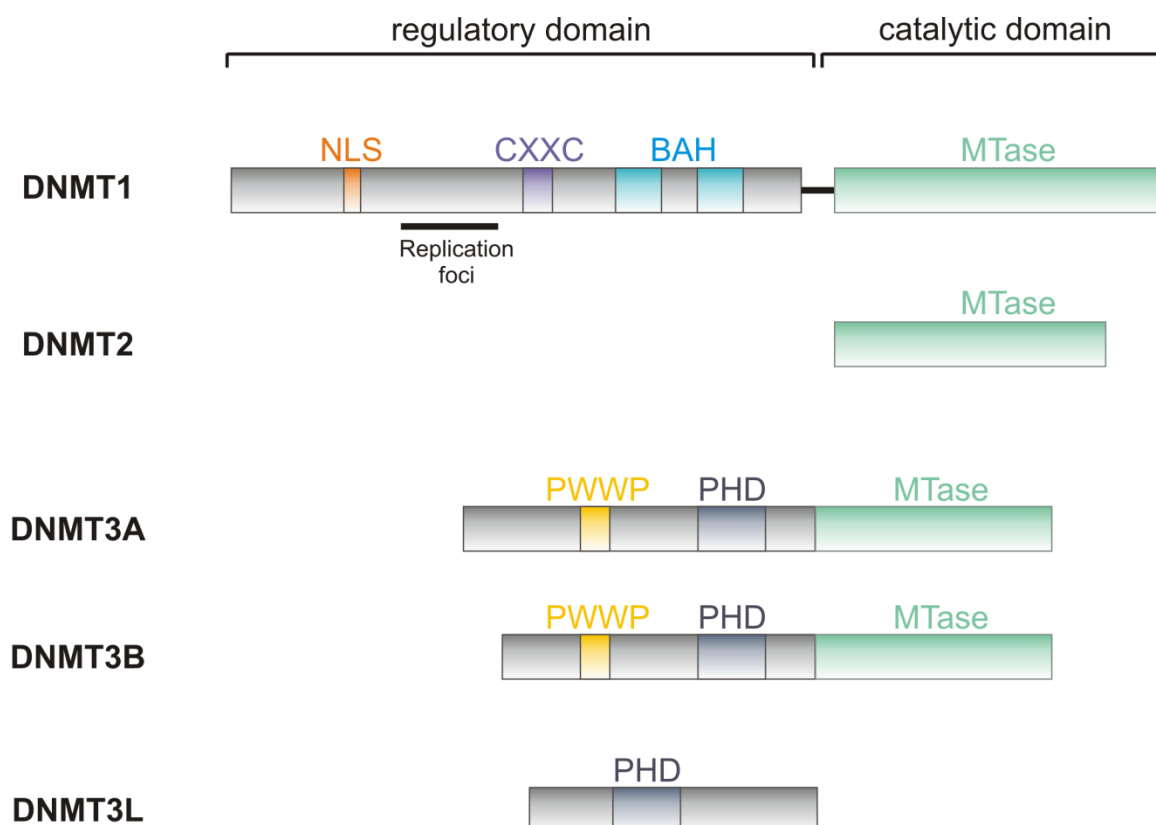 regulatory domain catalytic domain
NLS CXXC BAH MTase
DNMT1
Replication
foci
MTase
DNMT2
PWWP PHD MTase
DNMT3A
PWWP PHD MTase
DNMT3B
PHD
DNMT3L